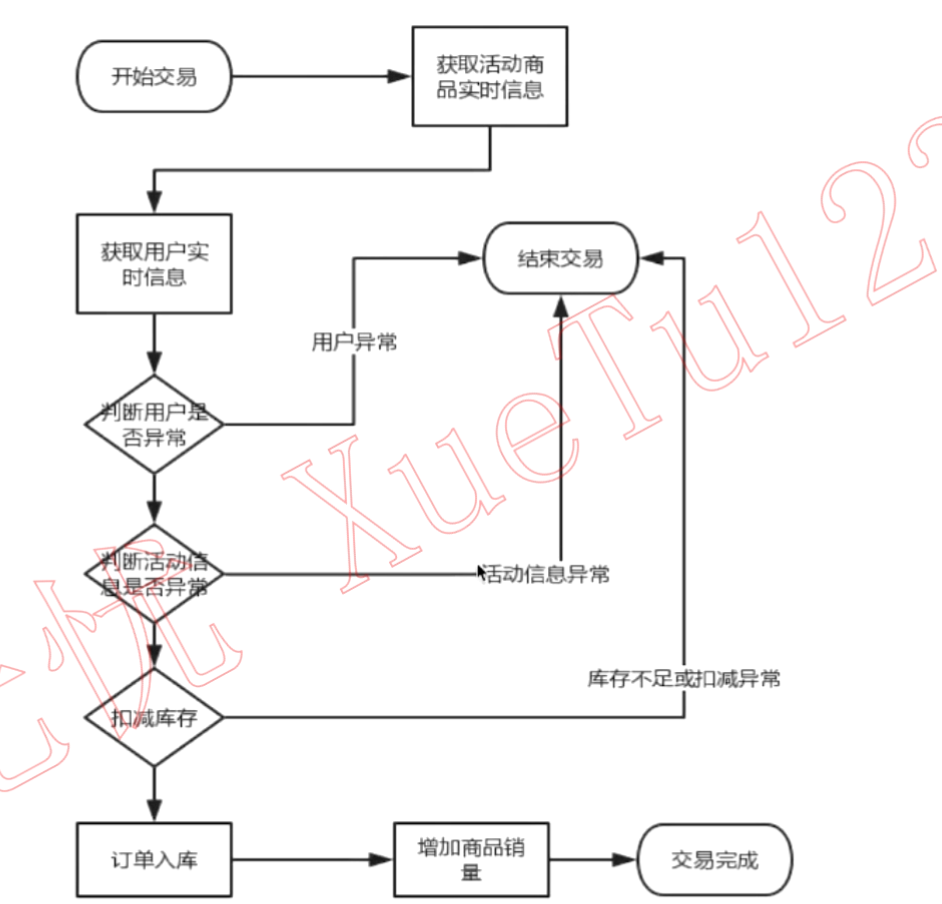 开始交易
获取活动商
品实时信息
获取用户实
时信息
结束交易
用户异常
判断用户是
否异常
判断活动信
息是否异常
活动信息异常
库存不足或扣减异常
扣减库存
订单入库
增加商品销
量
交易完成
优忧 XueTu12